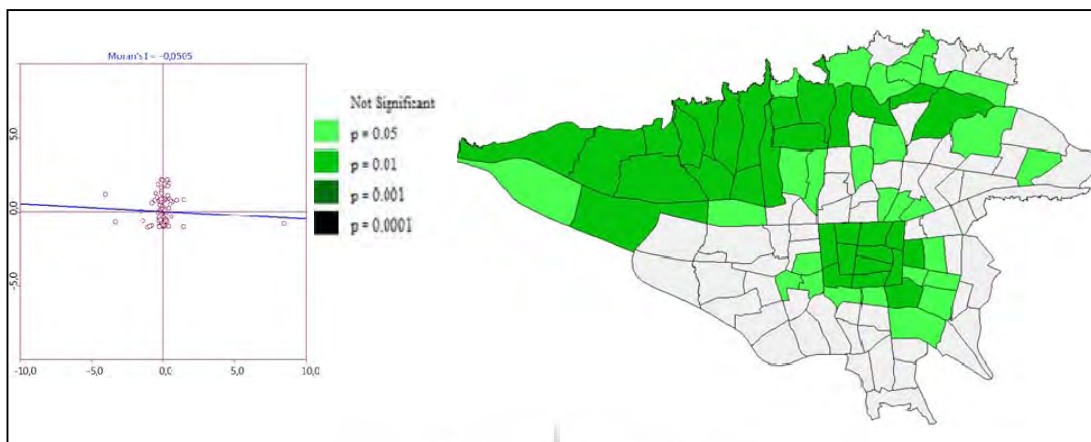 Moran's I = -0,0505
5,0
0,0
-5,0
-10,0
-5,0
0,0
5,0
10,0
Not Significant
p = 0.05
p = 0.01
p = 0.001
p = 0.0001